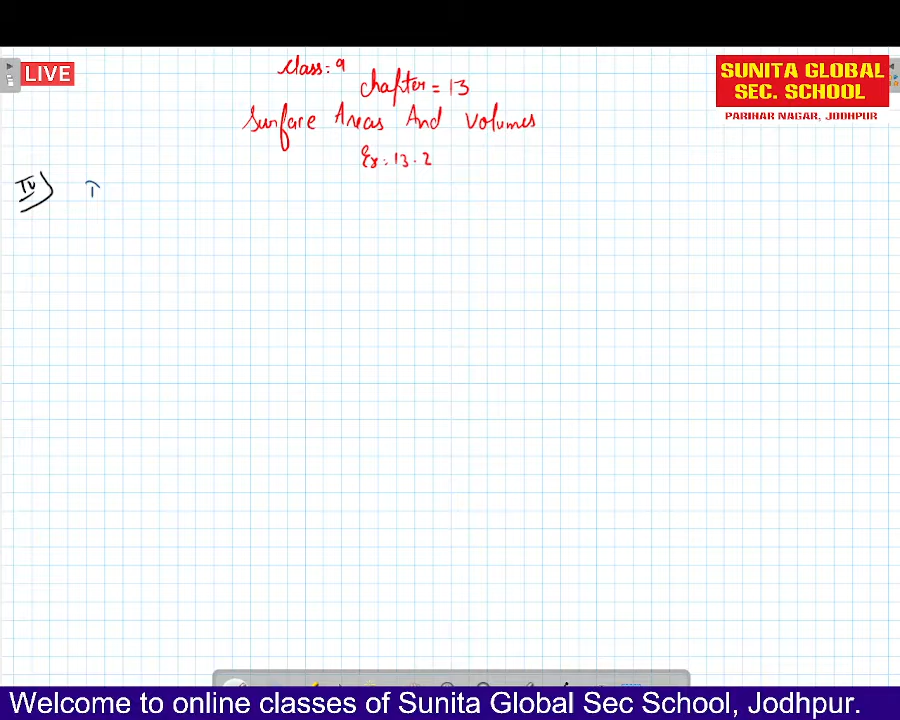 LIVE
Class: 9
Chapter = 13
Surface Areas And Volumes
Ex: 13.2
SUNITA GLOBAL
SEC. SCHOOL
PARIHAR NAGAR, JODHPUR
IV) T
Welcome to online classes of Sunita Global Sec School, Jodhpur.